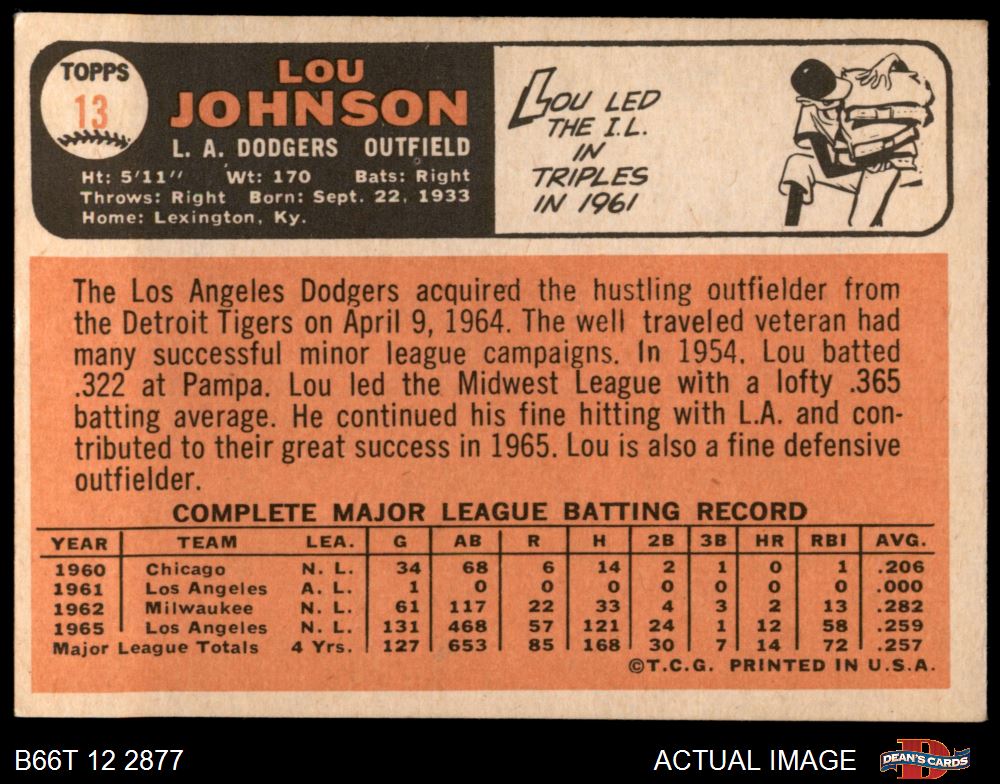 TOPPS
13
LOU
JOHNSON
L. A. DODGERS OUTFIELD
Ht: 5'11" Wt: 170 Bats: Right
Throws: Right Born: Sept. 22, 1933
Home: Lexington, Ky.
LOU LED
THE I.L.
IN
TRIPLES
IN 1961
The Los Angeles Dodgers acquired the hustling outfielder from
the Detroit Tigers on April 9, 1964. The well traveled veteran had
many successful minor league campaigns. In 1954, Lou batted
.322 at Pampa. Lou led the Midwest League with a lofty .365
batting average. He continued his fine hitting with L.A. and con-
tributed to their great success in 1965. Lou is also a fine defensive
outfielder.
COMPLETE MAJOR LEAGUE BATTING RECORD
YEAR TEAM LEA. G AB R H 2B 3B HR RBI AVG.
1960 Chicago N. L. 34 68 6 14 2 1 0 1 .206
1961 Los Angeles A. L. 1 0 0 0 0 0 0 0 .000
1962 Milwaukee N. L. 61 117 22 33 4 3 2 13 .282
1965 Los Angeles N. L. 131 468 57 121 24 1 12 58 .259
Major League Totals 4 Yrs. 127 653 85 168 30 7 14 72 .257
©T.C.G. PRINTED IN U.S.A.
B66T 12 2877
ACTUAL IMAGE
DEAN'S CARDS